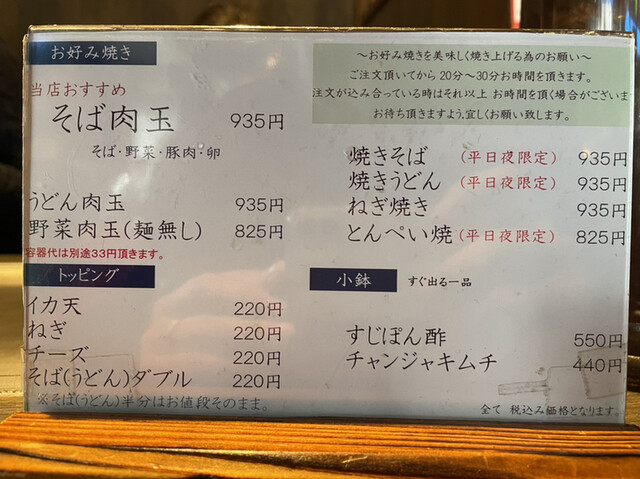 お好み焼き
当店おすすめ
そば肉玉 935円
そば・野菜・豚肉・卵
うどん肉玉 935円
野菜肉玉(麺無し) 825円
容器代は別途33円頂きます。
トッピング
イカ天 220円
ねぎ 220円
チーズ 220円
そば(うどん)ダブル 220円
※そば(うどん)半分はお値段そのまま。
～お好み焼きを美味しく焼き上げる為のお願い～
ご注文頂いてから20分～30分お時間を頂きます。
注文が込み合っている時はそれ以上 お時間を頂く場合がございま
お待ち頂きますよう,宜しくお願い致します。
焼きそば (平日夜限定) 935円
焼きうどん (平日夜限定) 935円
ねぎ焼き 935円
とんぺい焼 (平日夜限定) 825円
小鉢 すぐ出る一品
すじぽん酢 550円
チャンジャキムチ 440円
全て 税込み価格となります。